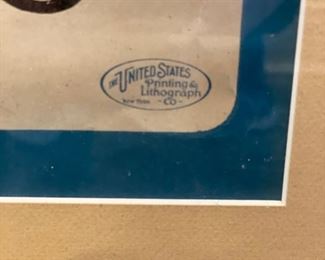 THE UNITED STATES
Printing &
Lithograph
NEW YORK - CO -